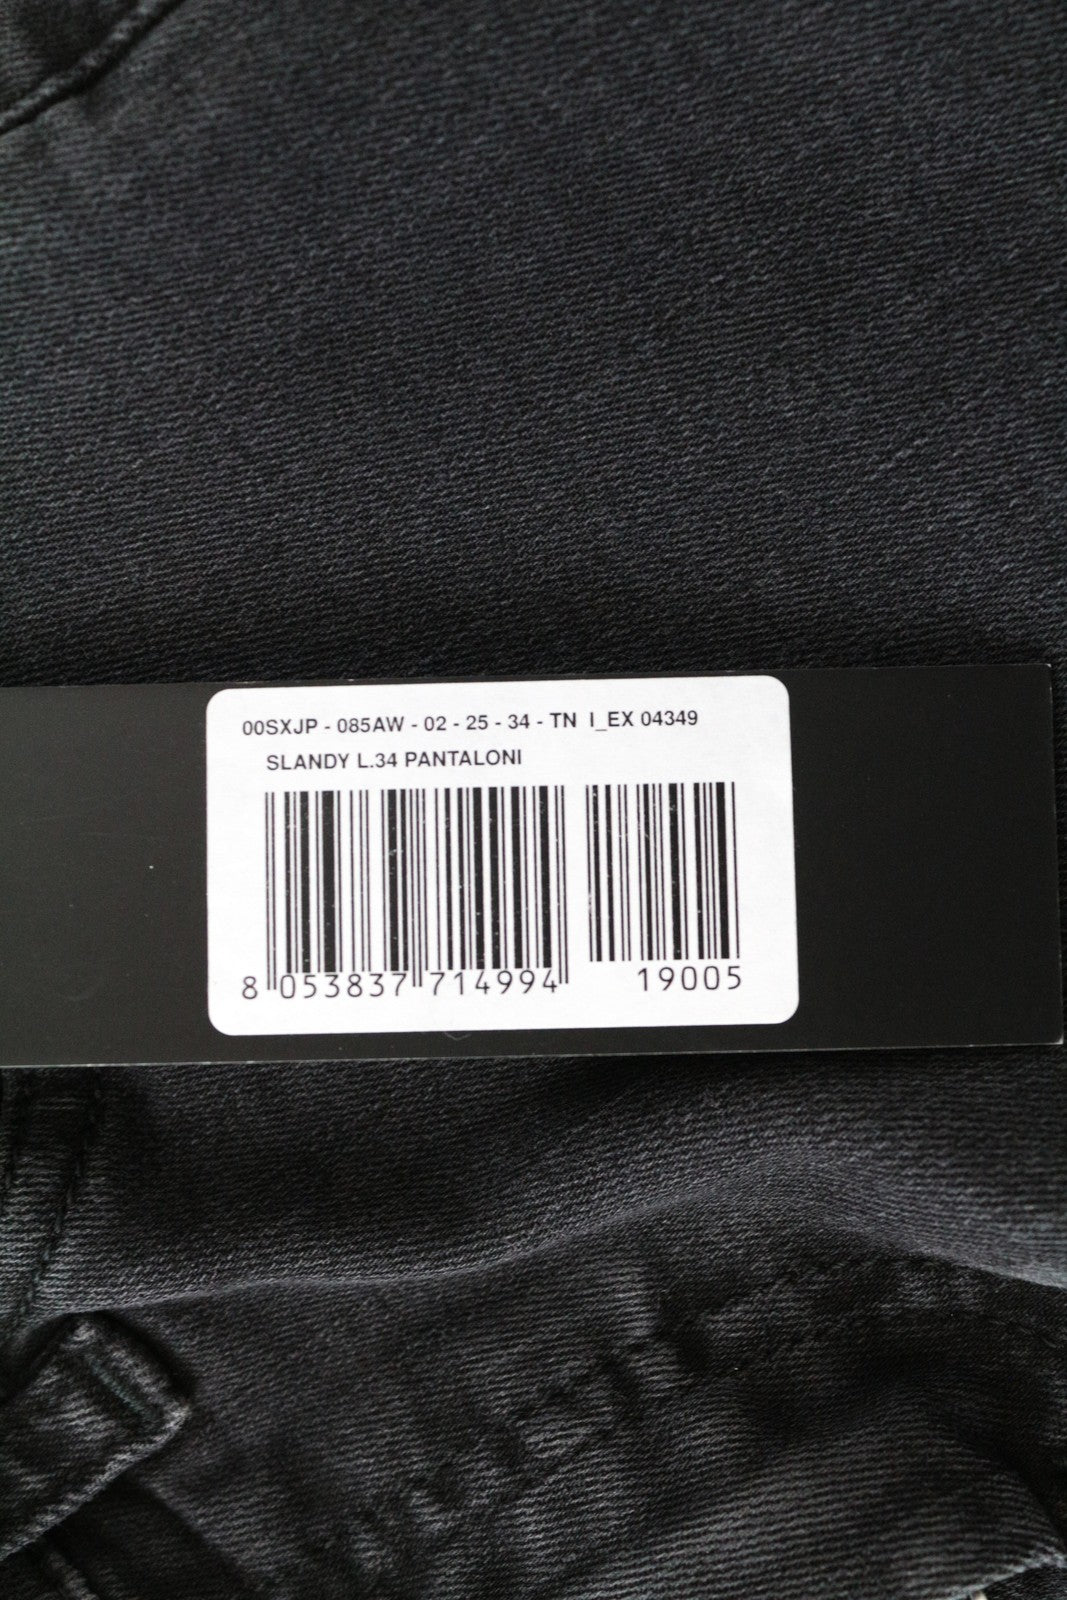 00SXJP - 085AW - 02 - 25 - 34 - TN I_EX 04349
SLANDY L.34 PANTALONI
8 053837 714994 19005